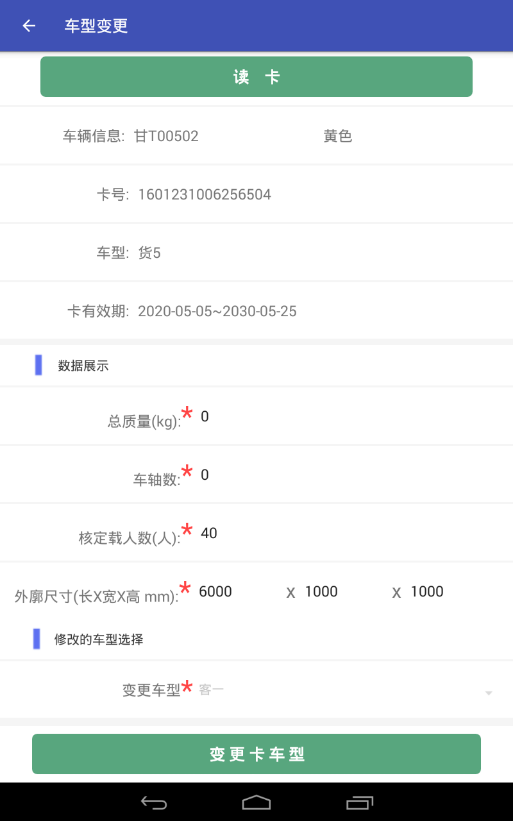 车型变更
读 卡
车辆信息: 甘T00502 黄色
卡号: 1601231006256504
车型: 货5
卡有效期: 2020-05-05~2030-05-25
数据展示
总质量(kg):* 0
车轴数:* 0
核定载人数(人):* 40
外廓尺寸(长X宽X高 mm):* 6000 X 1000 X 1000
修改的车型选择
变更车型* 客一
变更卡车型